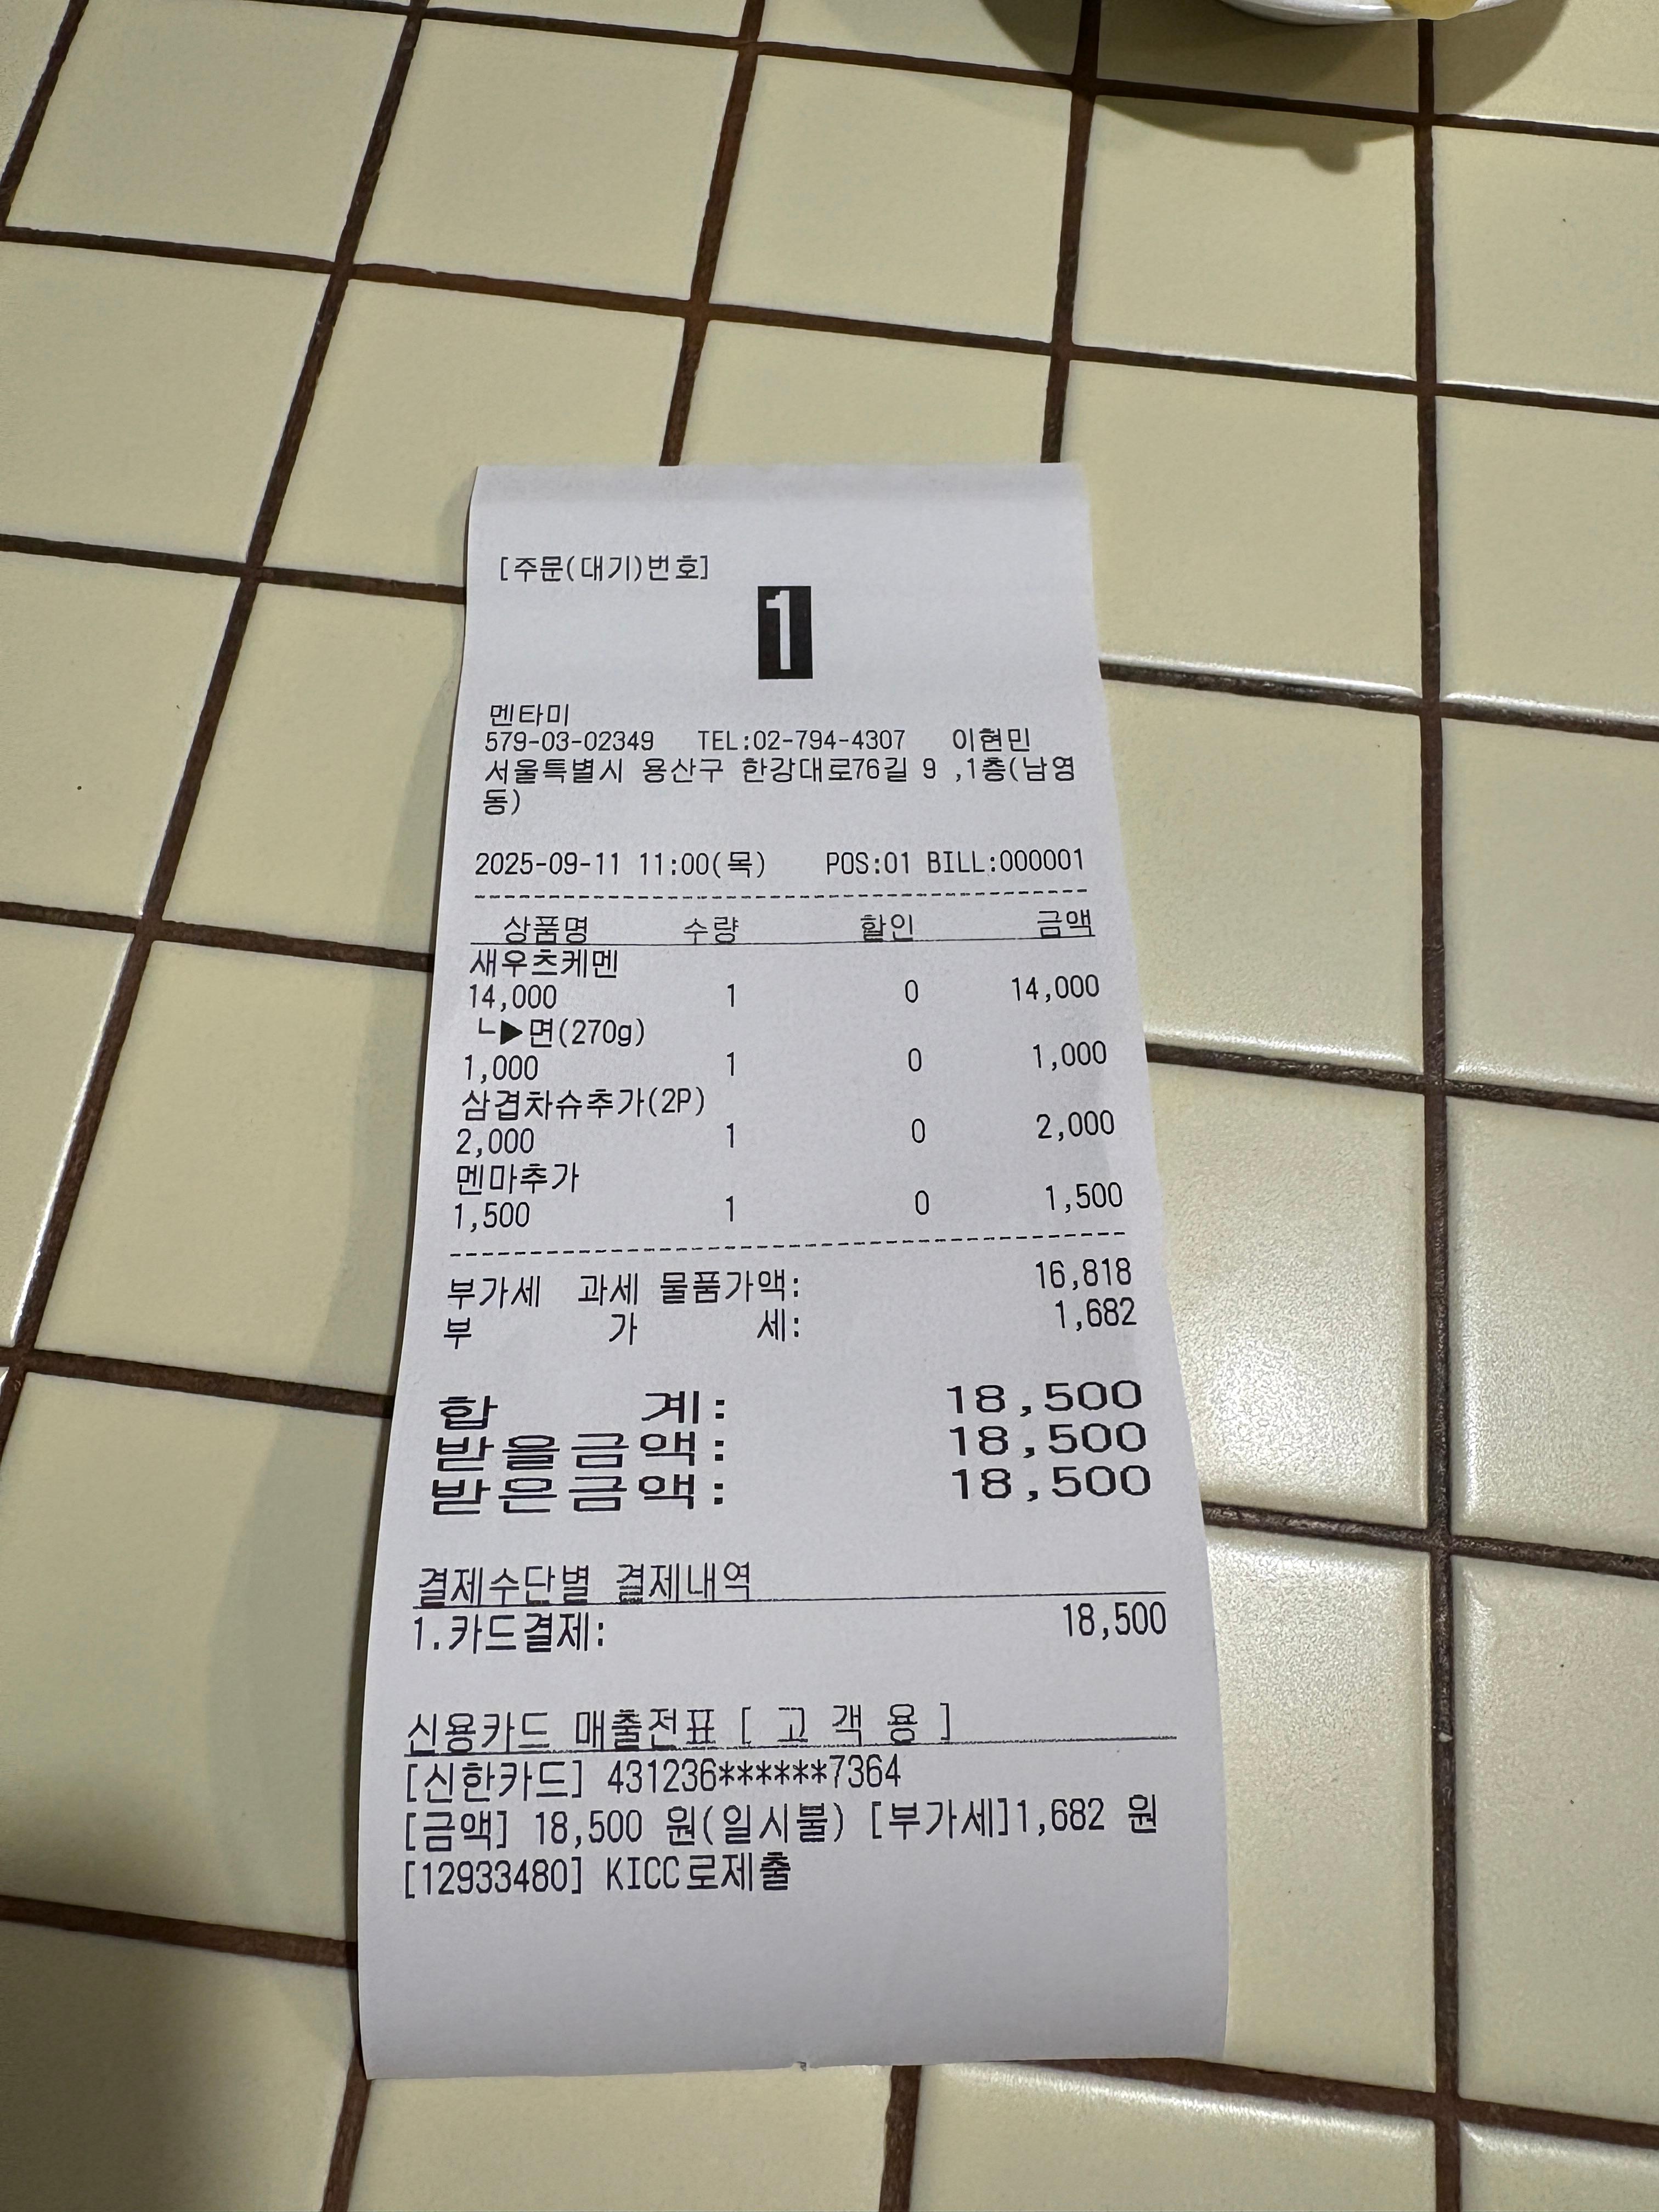 [주문(대기)번호]
1
멘타미
579-03-02349 TEL:02-794-4307 이현민
서울특별시 용산구 한강대로76길 9 ,1층(남영
동)
2025-09-11 11:00(목) POS:01 BILL:000001
상품명 수량 할인 금액
새우츠케멘
14,000 1 0 14,000
└▶면(270g)
1,000 1 0 1,000
삼겹차슈추가(2P)
2,000 1 0 2,000
멘마추가
1,500 1 0 1,500
부가세 과세 물품가액: 16,818
부 가 세: 1,682
합 계: 18,500
받을금액: 18,500
받은금액: 18,500
결제수단별 결제내역
1.카드결제: 18,500
신용카드 매출전표 [ 고 객 용 ]
[신한카드] 431236******7364
[금액] 18,500 원(일시불) [부가세]1,682 원
[12933480] KICC로제출